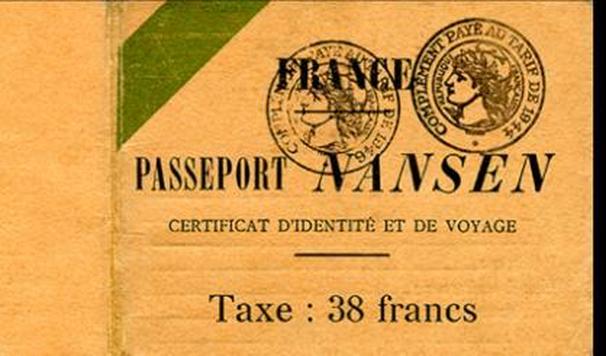 FRANCE
COMPLÉMENT PAYÉ AU TARIF DE 1944
PASSEPORT NANSEN
CERTIFICAT D'IDENTITÉ ET DE VOYAGE
Taxe : 38 francs